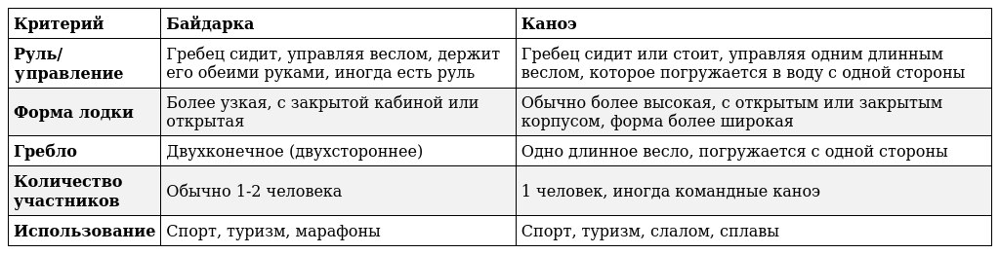 Критерий
Байдарка
Каноэ
Руль/
управление
Гребец сидит, управляя веслом, держит
его обеими руками, иногда есть руль
Гребец сидит или стоит, управляя одним длинным
веслом, которое погружается в воду с одной стороны
Форма лодки
Более узкая, с закрытой кабиной или
открытая
Обычно более высокая, с открытым или закрытым
корпусом, форма более широкая
Гребло
Двухконечное (двухстороннее)
Одно длинное весло, погружается с одной стороны
Количество
участников
Обычно 1-2 человека
1 человек, иногда командные каноэ
Использование
Спорт, туризм, марафоны
Спорт, туризм, слалом, сплавы